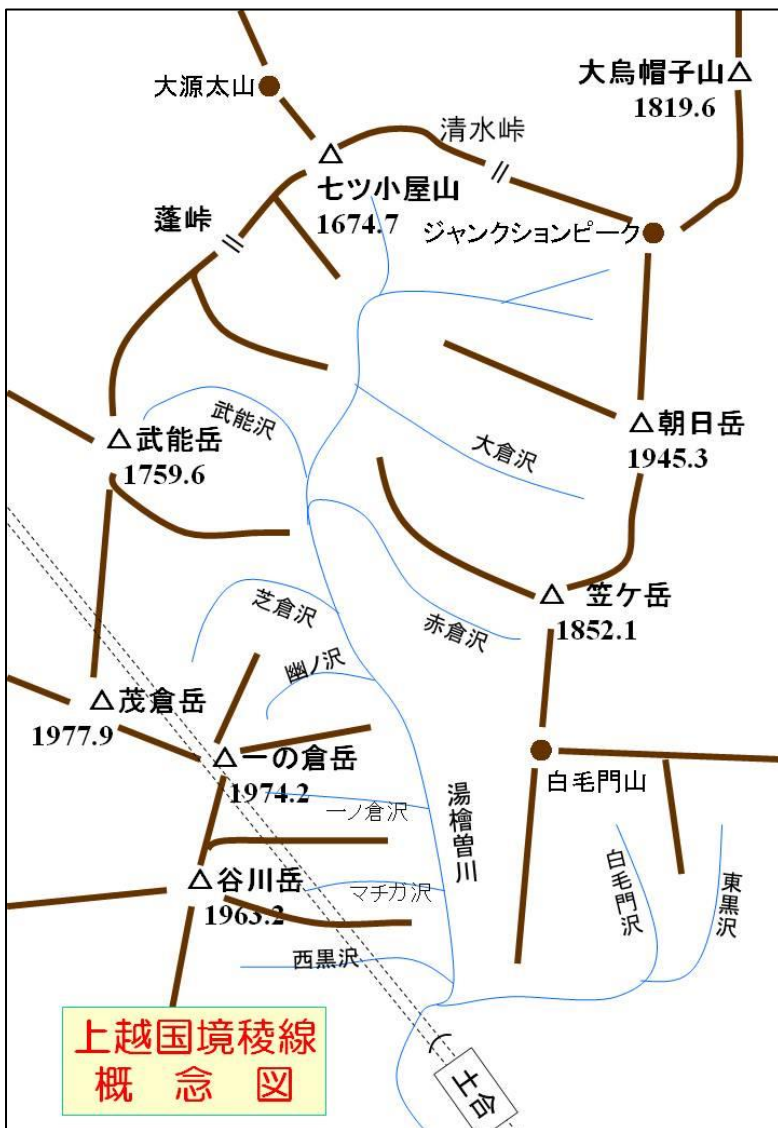 大源太山
大烏帽子山
1819.6
清水峠
七ツ小屋山
1674.7
蓬峠
ジャンクションピーク
武能沢
武能岳
1759.6
大倉沢
朝日岳
1945.3
芝倉沢
赤倉沢
笠ケ岳
1852.1
幽ノ沢
茂倉岳
1977.9
一の倉岳
1974.2
一ノ倉沢
湯檜曽川
白毛門山
白毛門沢
東黒沢
谷川岳
1963.2
マチガ沢
西黒沢
上越国境稜線
概念図
土合